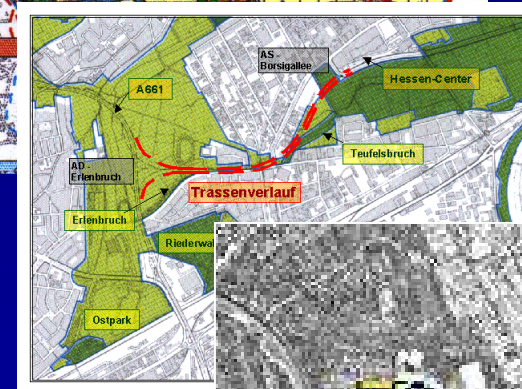 AS -
Borsigallee
Hessen-Center
A661
Teufelsbruch
AD -
Erlenbruch
Trassenverlauf
Erlenbruch
Riederwa
Ostpark